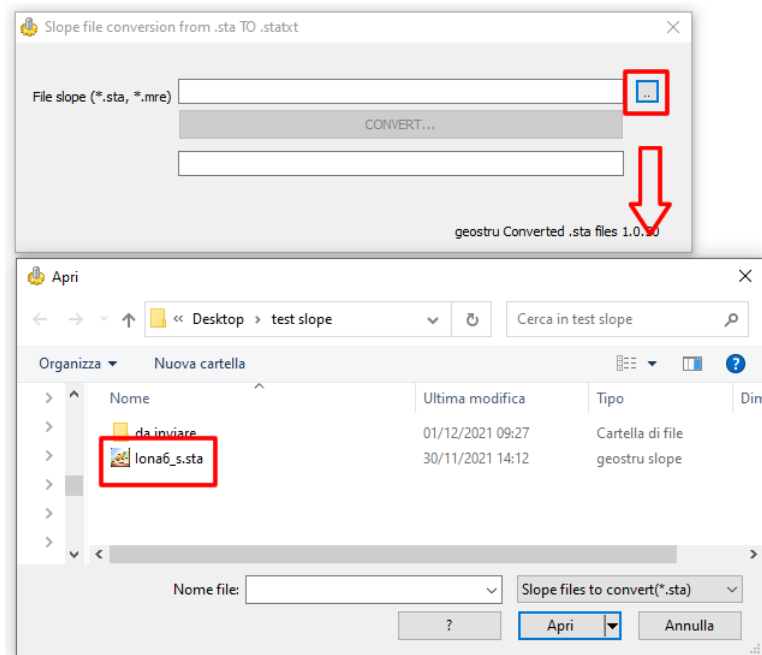 Slope file conversion from .sta TO .statxt
File slope (*.sta, *.mre)
..
CONVERT...
geostru Converted .sta files 1.0.
Apri
« Desktop > test slope
Cerca in test slope
Organizza
Nuova cartella
?
Nome Ultima modifica Tipo Dim
da inviare 01/12/2021 09:27 Cartella di file
lona6_s.sta 30/11/2021 14:12 geostru slope
Nome file:
Slope files to convert(*.sta)
? Apri Annulla